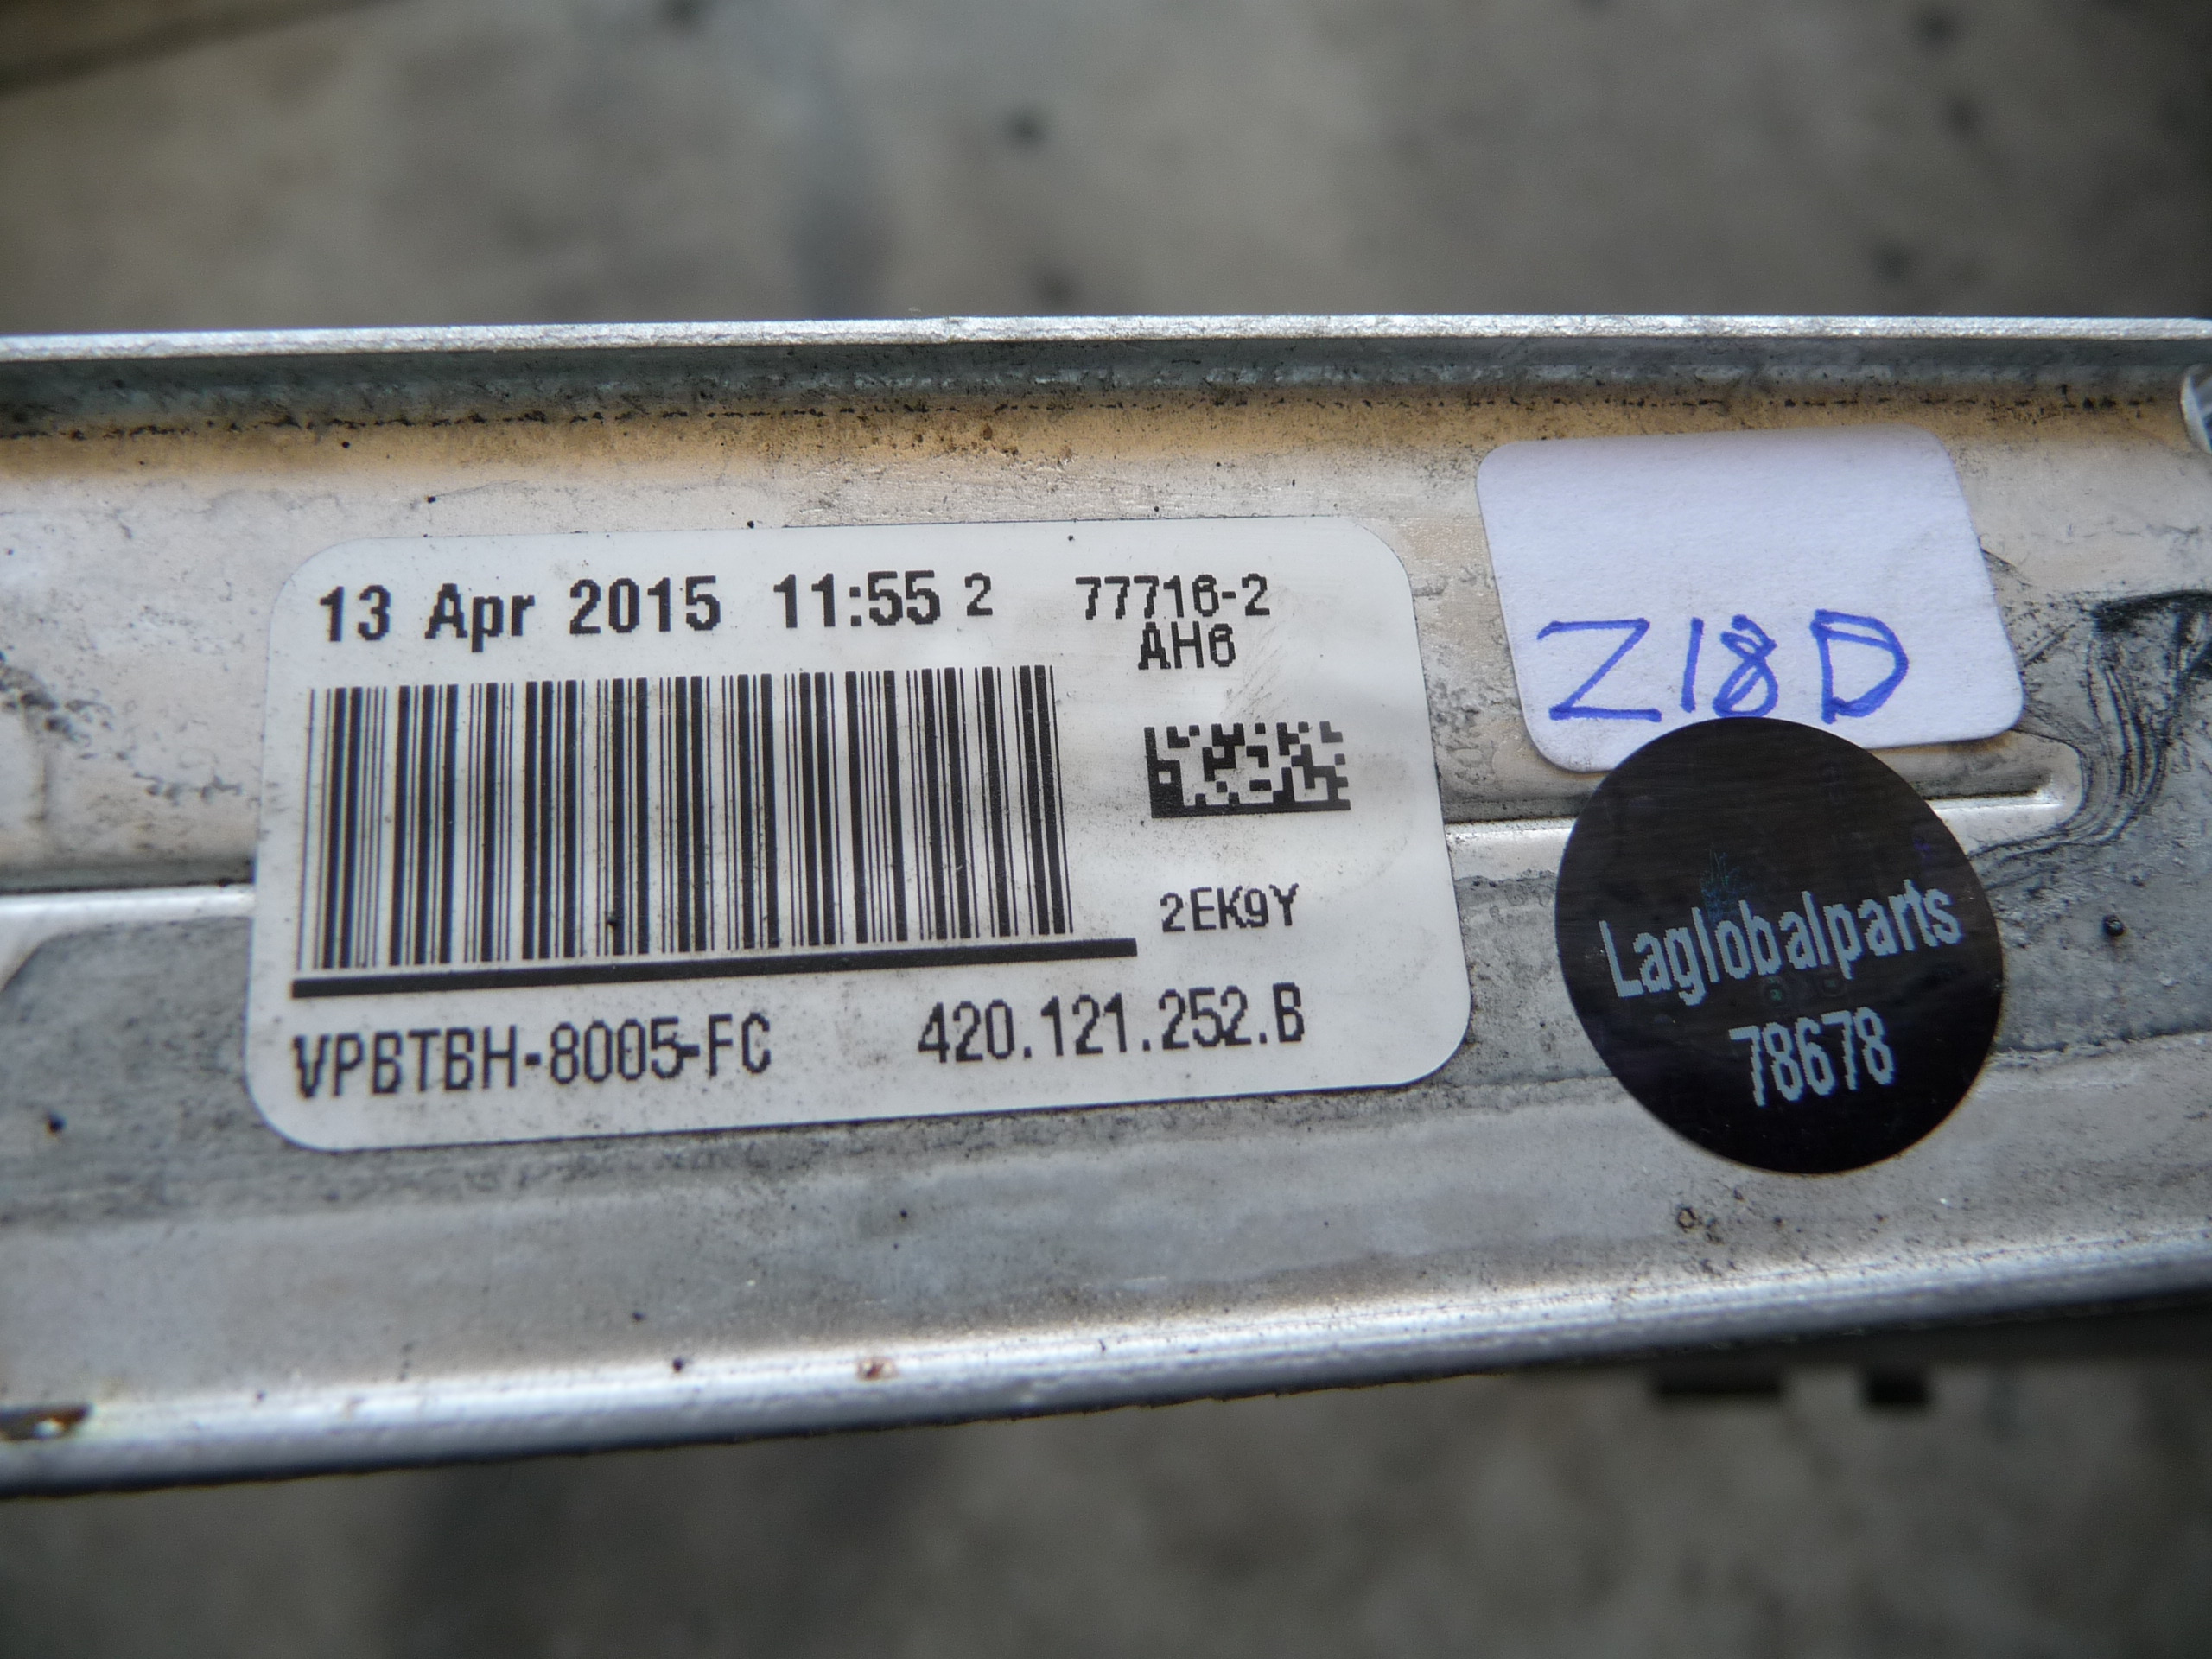 13 Apr 2015 11:55 2 77716-2
AH6
2EK9Y
VPBTBH-8005-FC 420.121.252.B
Z18D
Laglobalparts
78678